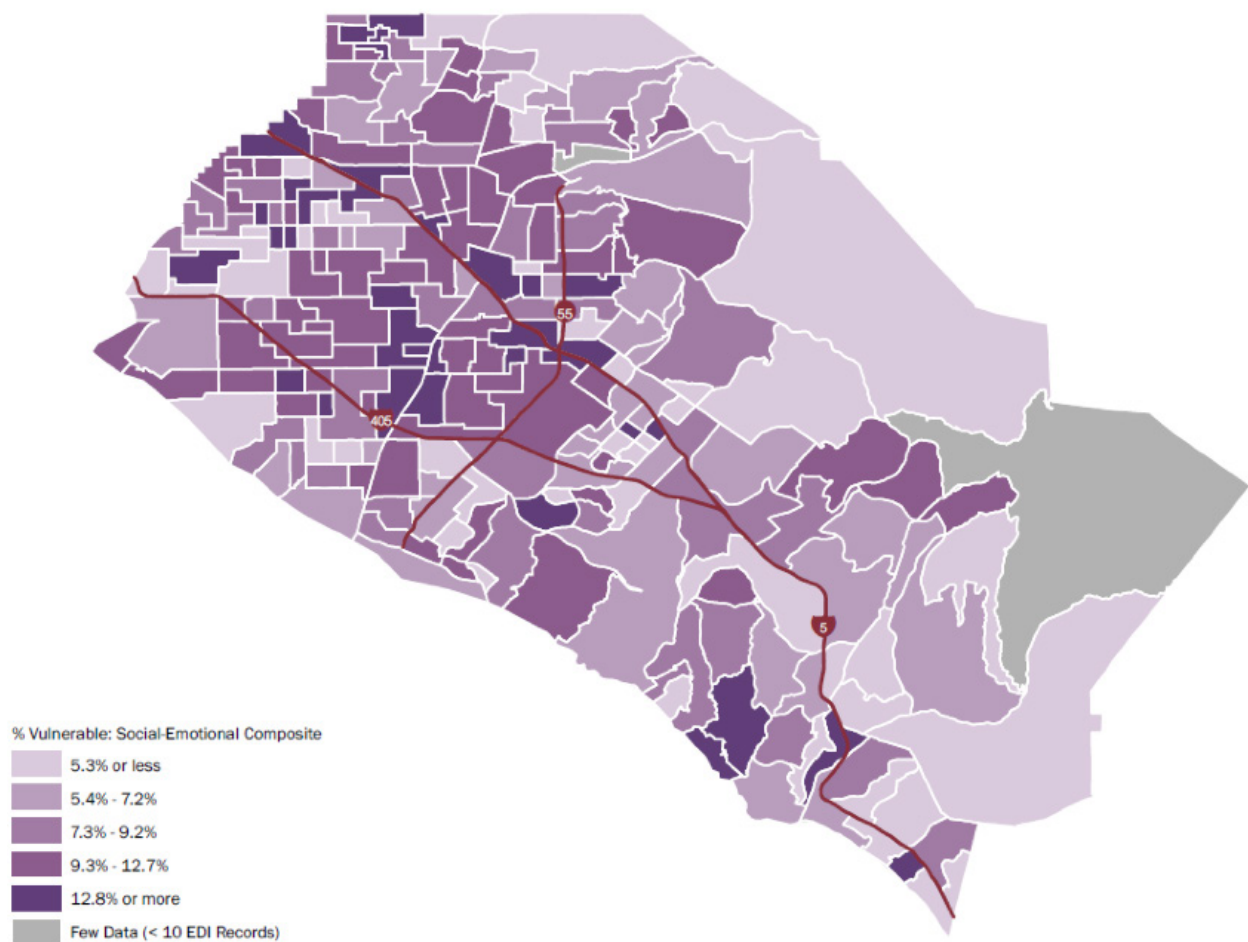 55
405
5
% Vulnerable: Social-Emotional Composite
5.3% or less
5.4% - 7.2%
7.3% - 9.2%
9.3% - 12.7%
12.8% or more
Few Data (< 10 EDI Records)